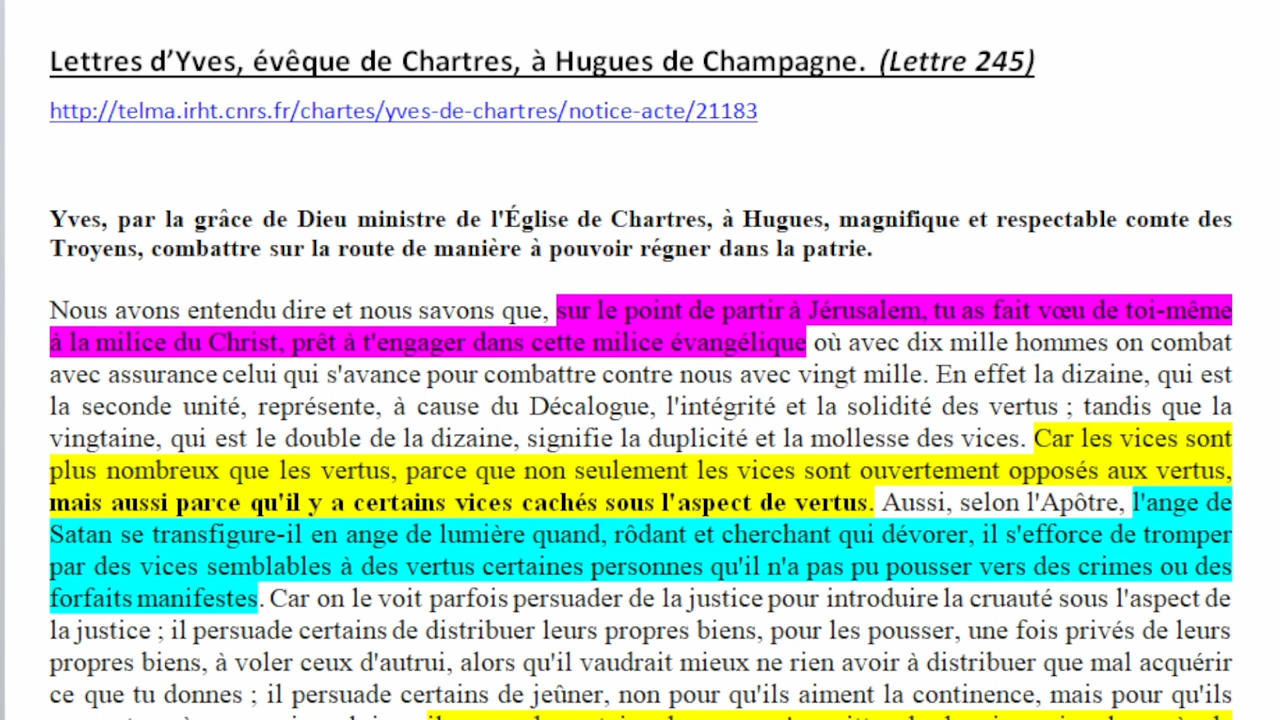 Lettres d'Yves, évêque de Chartres, à Hugues de Champagne. (Lettre 245)
http://telma.irht.cnrs.fr/chartes/yves-de-chartres/notice-acte/21183
Yves, par la grâce de Dieu ministre de l'Église de Chartres, à Hugues, magnifique et respectable comte des
Troyens, combattre sur la route de manière à pouvoir régner dans la patrie.
Nous avons entendu dire et nous savons que, sur le point de partir à Jérusalem, tu as fait vœu de toi-même
à la milice du Christ, prêt à t'engager dans cette milice évangélique où avec dix mille hommes on combat
avec assurance celui qui s'avance pour combattre contre nous avec vingt mille. En effet la dizaine, qui est
la seconde unité, représente, à cause du Décalogue, l'intégrité et la solidité des vertus ; tandis que la
vingtaine, qui est le double de la dizaine, signifie la duplicité et la mollesse des vices. Car les vices sont
plus nombreux que les vertus, parce que non seulement les vices sont ouvertement opposés aux vertus,
mais aussi parce qu'il y a certains vices cachés sous l'aspect de vertus. Aussi, selon l'Apôtre, l'ange de
Satan se transfigure-il en ange de lumière quand, rôdant et cherchant qui dévorer, il s'efforce de tromper
par des vices semblables à des vertus certaines personnes qu'il n'a pas pu pousser vers des crimes ou des
forfaits manifestes. Car on le voit parfois persuader de la justice pour introduire la cruauté sous l'aspect de
la justice ; il persuade certains de distribuer leurs propres biens, pour les pousser, une fois privés de leurs
propres biens, à voler ceux d'autrui, alors qu'il vaudrait mieux ne rien avoir à distribuer que mal acquérir
ce que tu donnes ; il persuade certains de jeûner, non pour qu'ils aiment la continence, mais pour qu'ils